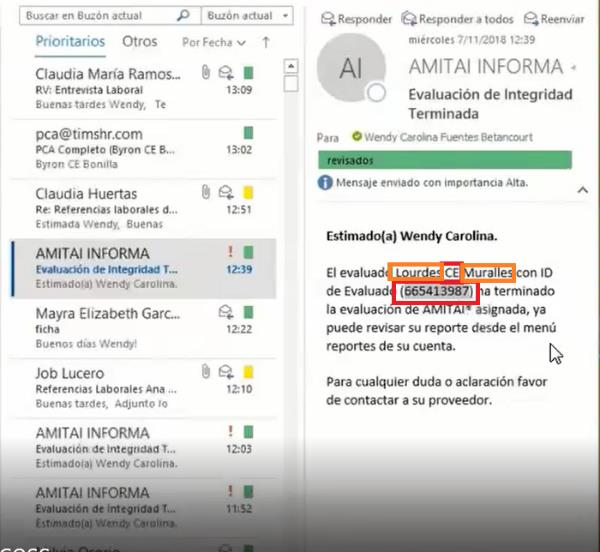 Buscar en Buzón actual
Buzón actual
Prioritarios Otros Por Fecha
Claudia María Ramos...
RV: Entrevista Laboral 13:09
Buenas tardes Wendy, Te
pca@timshr.com
PCA Completo (Byron CE B... 13:02
Byron CE Bonilla
Claudia Huertas
Re: Referencias laborales d... 12:51
Estimada Wendy, Buenas
AMITAI INFORMA
Evaluación de Integridad T... 12:39
Estimado(a) Wendy Carolina.
Mayra Elizabeth Garc...
ficha 12:22
Buenos días Wendy!
Job Lucero
Referencias Laborales Ana ... 12:10
Buenas tardes, Adjunto lo
AMITAI INFORMA
Evaluación de Integridad T... 12:03
Estimado(a) Wendy Carolina.
AMITAI INFORMA
Evaluación de Integridad T... 11:52
Estimado(a) Wendy Carolina.
Responder Responder a todos Reenviar
miércoles 7/11/2018 12:39
AI
AMITAI INFORMA
Evaluación de Integridad
Terminada
Para Wendy Carolina Fuentes Betancourt
revisados
Mensaje enviado con importancia Alta.
Estimado(a) Wendy Carolina.
El evaluado Lourdes CE Muralles con ID
de Evaluado (665413987) ha terminado
la evaluación de AMITAI® asignada, ya
puede revisar su reporte desde el menú
reportes de su cuenta.
Para cualquier duda o aclaración favor
de contactar a su proveedor.